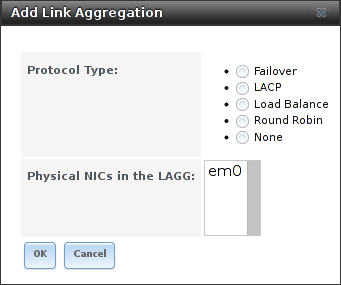 Add Link Aggregation
Protocol Type:
Failover
LACP
Load Balance
Round Robin
None
Physical NICs in the LAGG:
em0
OK Cancel